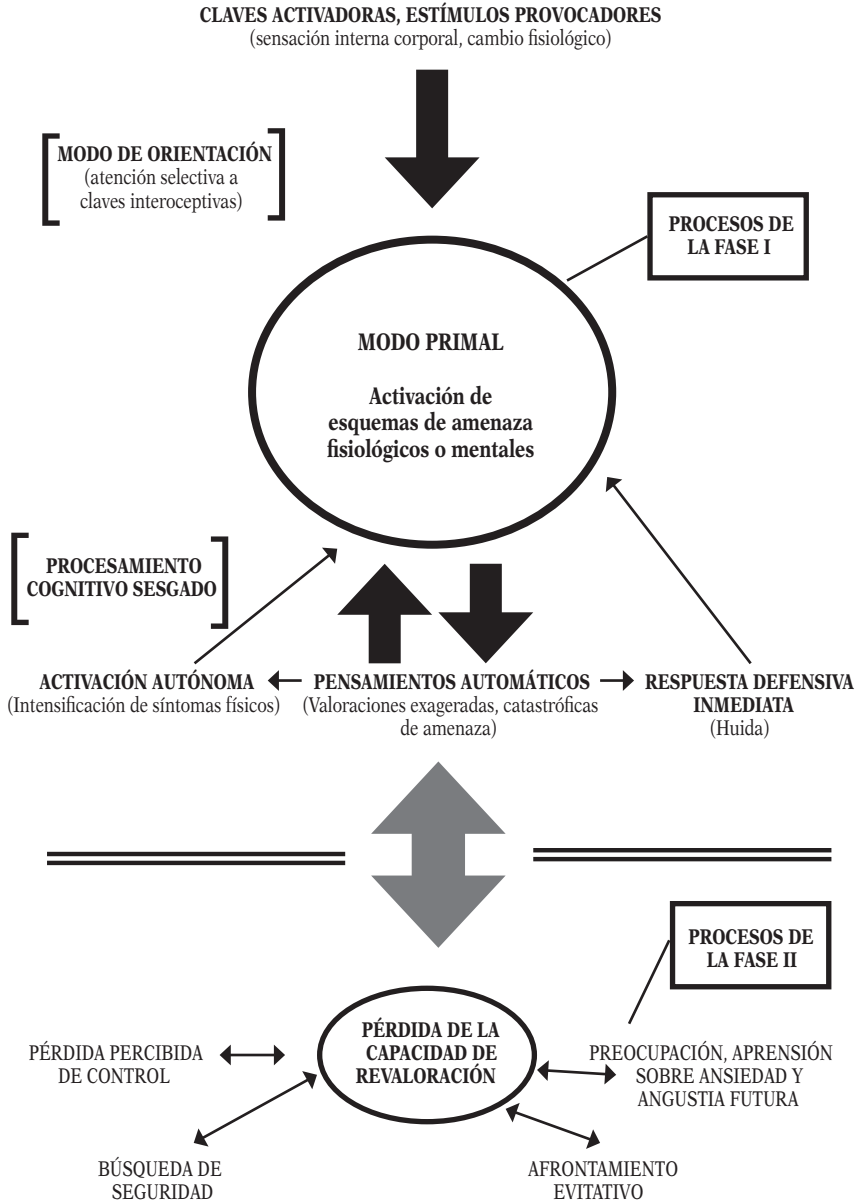 CLAVES ACTIVADORAS, ESTÍMULOS PROVOCADORES
(sensación interna corporal, cambio fisiológico)
MODO DE ORIENTACIÓN
(atención selectiva a
claves interoceptivas)
PROCESOS DE
LA FASE I
MODO PRIMAL
Activación de
esquemas de amenaza
fisiológicos o mentales
PROCESAMIENTO
COGNITIVO SESGADO
ACTIVACIÓN AUTÓNOMA
(Intensificación de síntomas físicos)
PENSAMIENTOS AUTOMÁTICOS
(Valoraciones exageradas, catastróficas
de amenaza)
RESPUESTA DEFENSIVA
INMEDIATA
(Huida)
PROCESOS DE
LA FASE II
PÉRDIDA DE LA
CAPACIDAD DE
REVALORACIÓN
PÉRDIDA PERCIBIDA
DE CONTROL
PREOCUPACIÓN, APRENSIÓN
SOBRE ANSIEDAD Y
ANGUSTIA FUTURA
BÚSQUEDA DE
SEGURIDAD
AFRONTAMIENTO
EVITATIVO